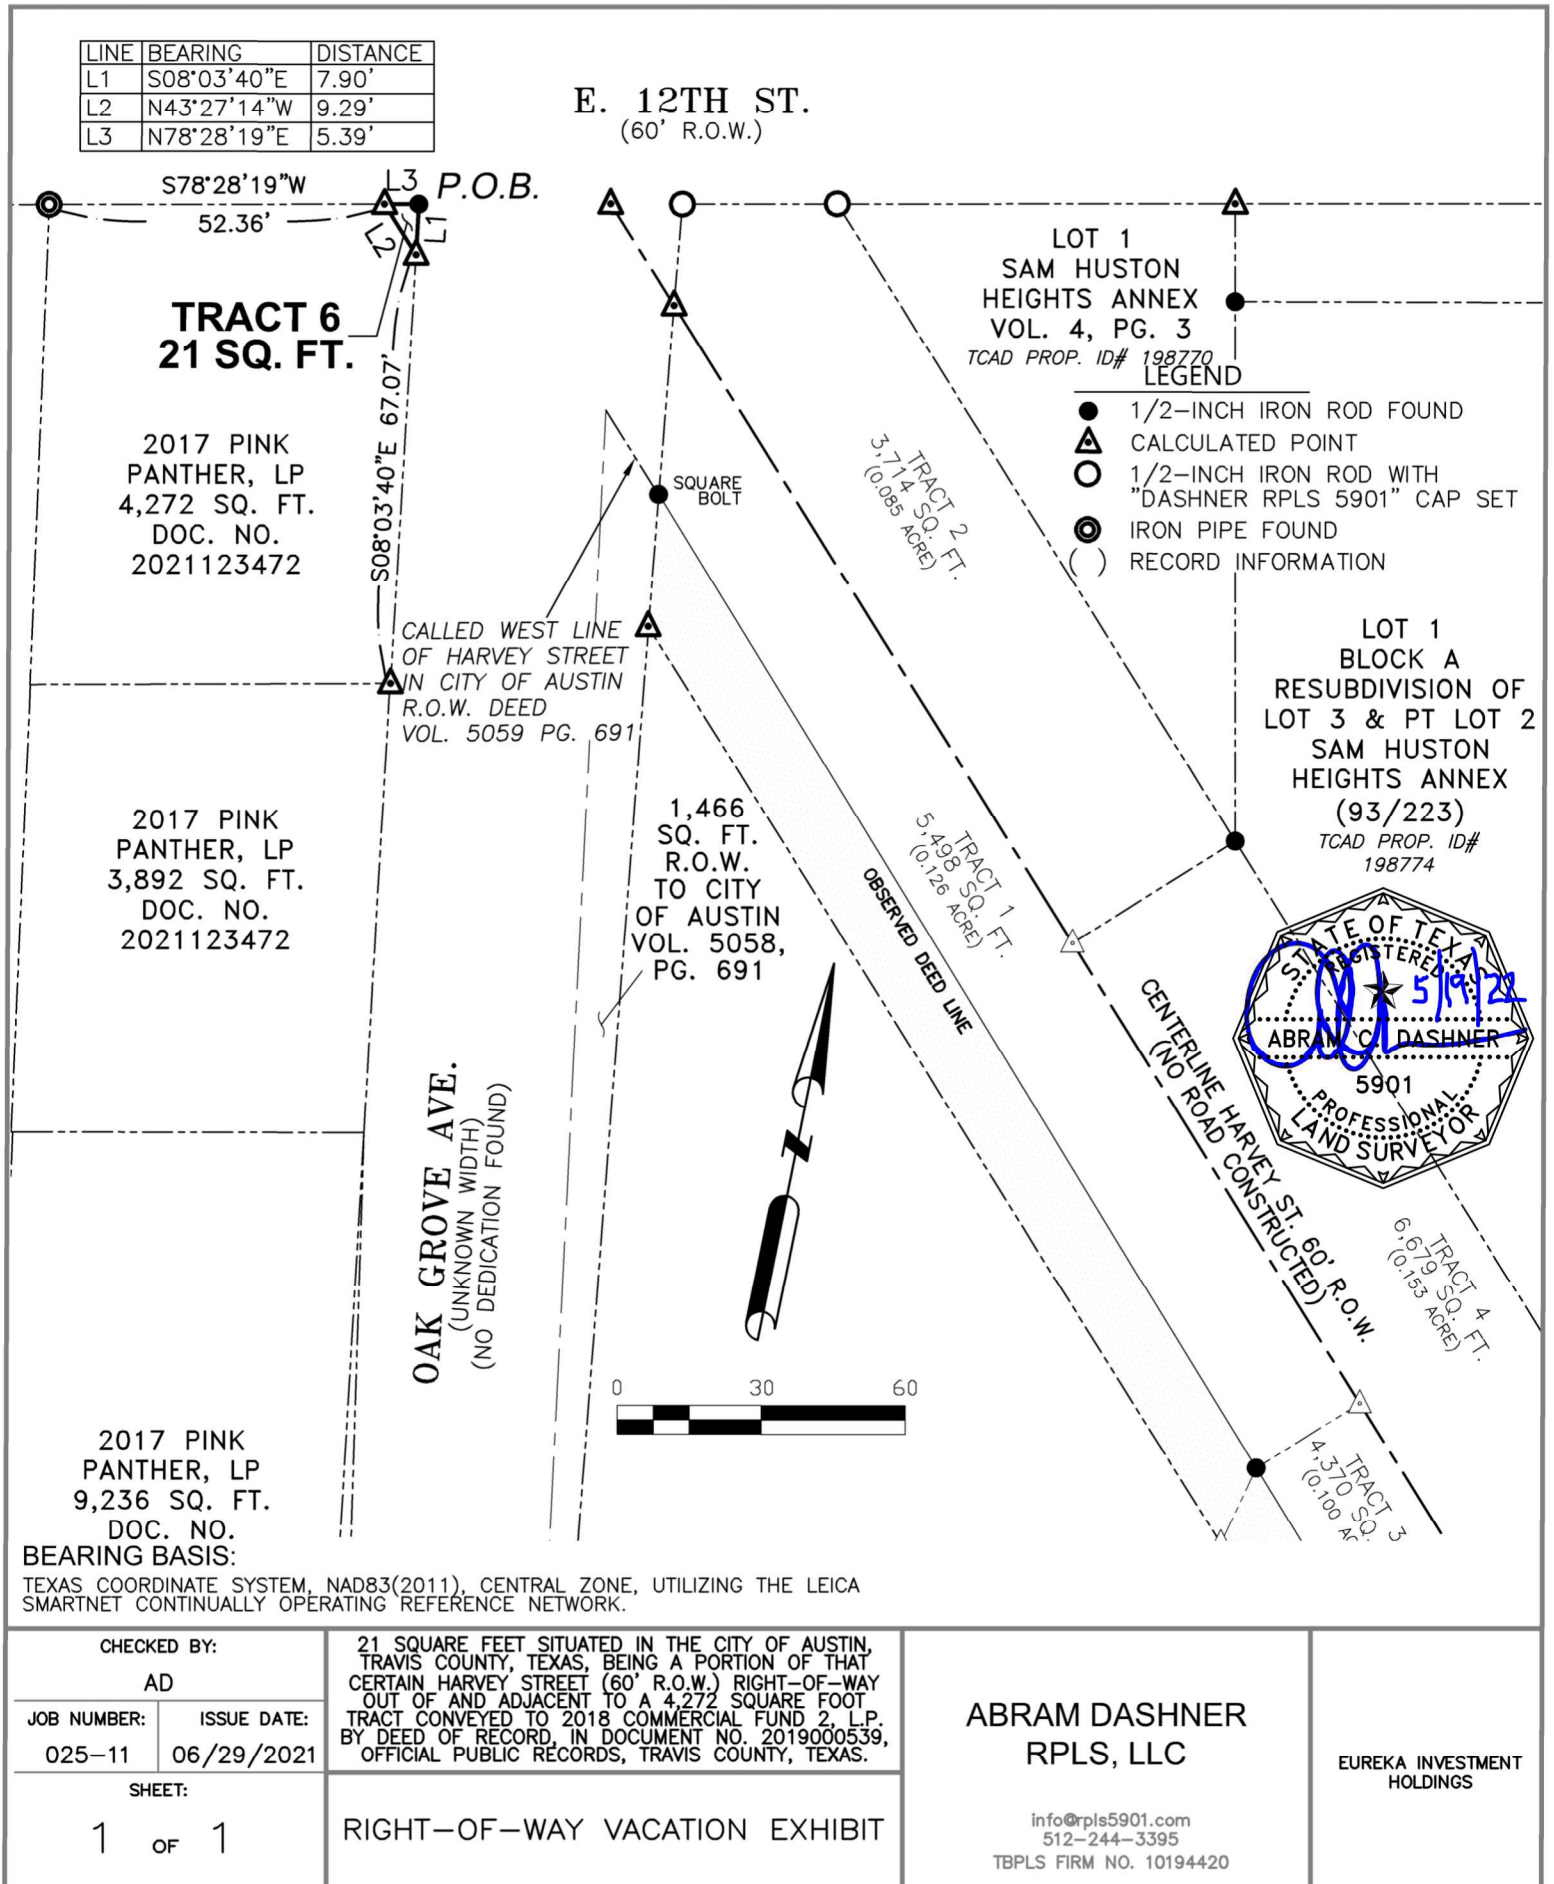 LINE BEARING DISTANCE
L1 S08°03'40"E 7.90'
L2 N43°27'14"W 9.29'
L3 N78°28'19"E 5.39'
E. 12TH ST.
(60' R.O.W.)
S78°28'19"W
52.36'
L3
P.O.B.
L2
L1
TRACT 6
21 SQ. FT.
S08°03'40"E 67.07'
LOT 1
SAM HUSTON
HEIGHTS ANNEX
VOL. 4, PG. 3
TCAD PROP. ID# 198770
LEGEND
1/2-INCH IRON ROD FOUND
CALCULATED POINT
1/2-INCH IRON ROD WITH
"DASHNER RPLS 5901" CAP SET
IRON PIPE FOUND
( ) RECORD INFORMATION
2017 PINK
PANTHER, LP
4,272 SQ. FT.
DOC. NO.
2021123472
SQUARE
BOLT
TRACT 2
3,714 SQ. FT.
(0.085 ACRE)
CALLED WEST LINE
OF HARVEY STREET
IN CITY OF AUSTIN
R.O.W. DEED
VOL. 5059 PG. 691
LOT 1
BLOCK A
RESUBDIVISION OF
LOT 3 & PT LOT 2
SAM HUSTON
HEIGHTS ANNEX
(93/223)
TCAD PROP. ID#
198774
2017 PINK
PANTHER, LP
3,892 SQ. FT.
DOC. NO.
2021123472
1,466
SQ. FT.
R.O.W.
TO CITY
OF AUSTIN
VOL. 5058,
PG. 691
TRACT 1
5,498 SQ. FT.
(0.126 ACRE)
OBSERVED DEED LINE
STATE OF TEXAS
REGISTERED
5/19/22
ABRAM C. DASHNER
5901
PROFESSIONAL
LAND SURVEYOR
CENTERLINE HARVEY ST. 60' R.O.W.
(NO ROAD CONSTRUCTED)
OAK GROVE AVE.
(UNKNOWN WIDTH)
(NO DEDICATION FOUND)
N
TRACT 4
6,679 SQ. FT.
(0.153 ACRE)
0 30 60
TRACT 3
4,370 SQ.
(0.100 AC
2017 PINK
PANTHER, LP
9,236 SQ. FT.
DOC. NO.
BEARING BASIS:
TEXAS COORDINATE SYSTEM, NAD83(2011), CENTRAL ZONE, UTILIZING THE LEICA
SMARTNET CONTINUALLY OPERATING REFERENCE NETWORK.
CHECKED BY:
AD
JOB NUMBER: ISSUE DATE:
025-11 06/29/2021
SHEET:
1 OF 1
21 SQUARE FEET SITUATED IN THE CITY OF AUSTIN,
TRAVIS COUNTY, TEXAS, BEING A PORTION OF THAT
CERTAIN HARVEY STREET (60' R.O.W.) RIGHT-OF-WAY
OUT OF AND ADJACENT TO A 4,272 SQUARE FOOT
TRACT CONVEYED TO 2018 COMMERCIAL FUND 2, L.P.
BY DEED OF RECORD, IN DOCUMENT NO. 2019000539,
OFFICIAL PUBLIC RECORDS, TRAVIS COUNTY, TEXAS.
RIGHT-OF-WAY VACATION EXHIBIT
ABRAM DASHNER
RPLS, LLC
info@rpls5901.com
512-244-3395
TBPLS FIRM NO. 10194420
EUREKA INVESTMENT
HOLDINGS